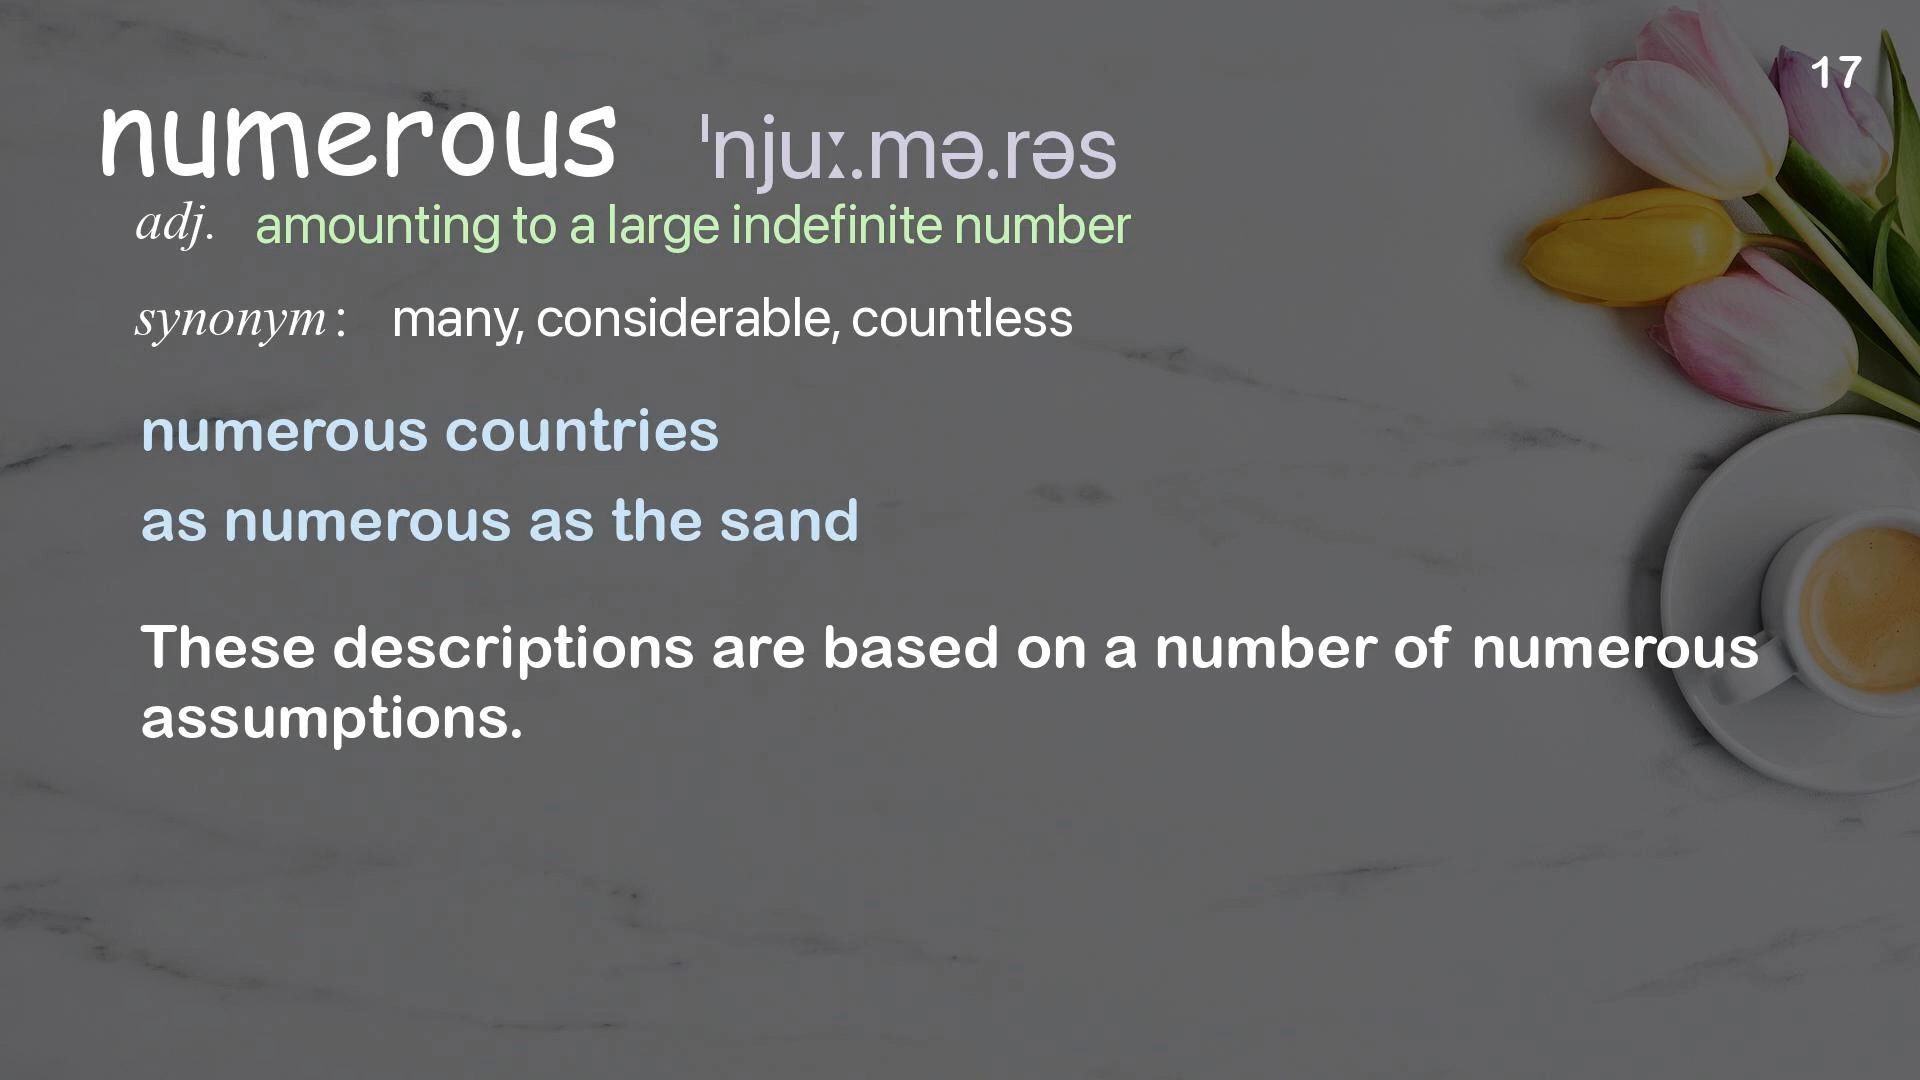 17
numerous ˈnjuː.mə.rəs
adj. amounting to a large indefinite number
synonym : many, considerable, countless
numerous countries
as numerous as the sand
These descriptions are based on a number of numerous
assumptions.